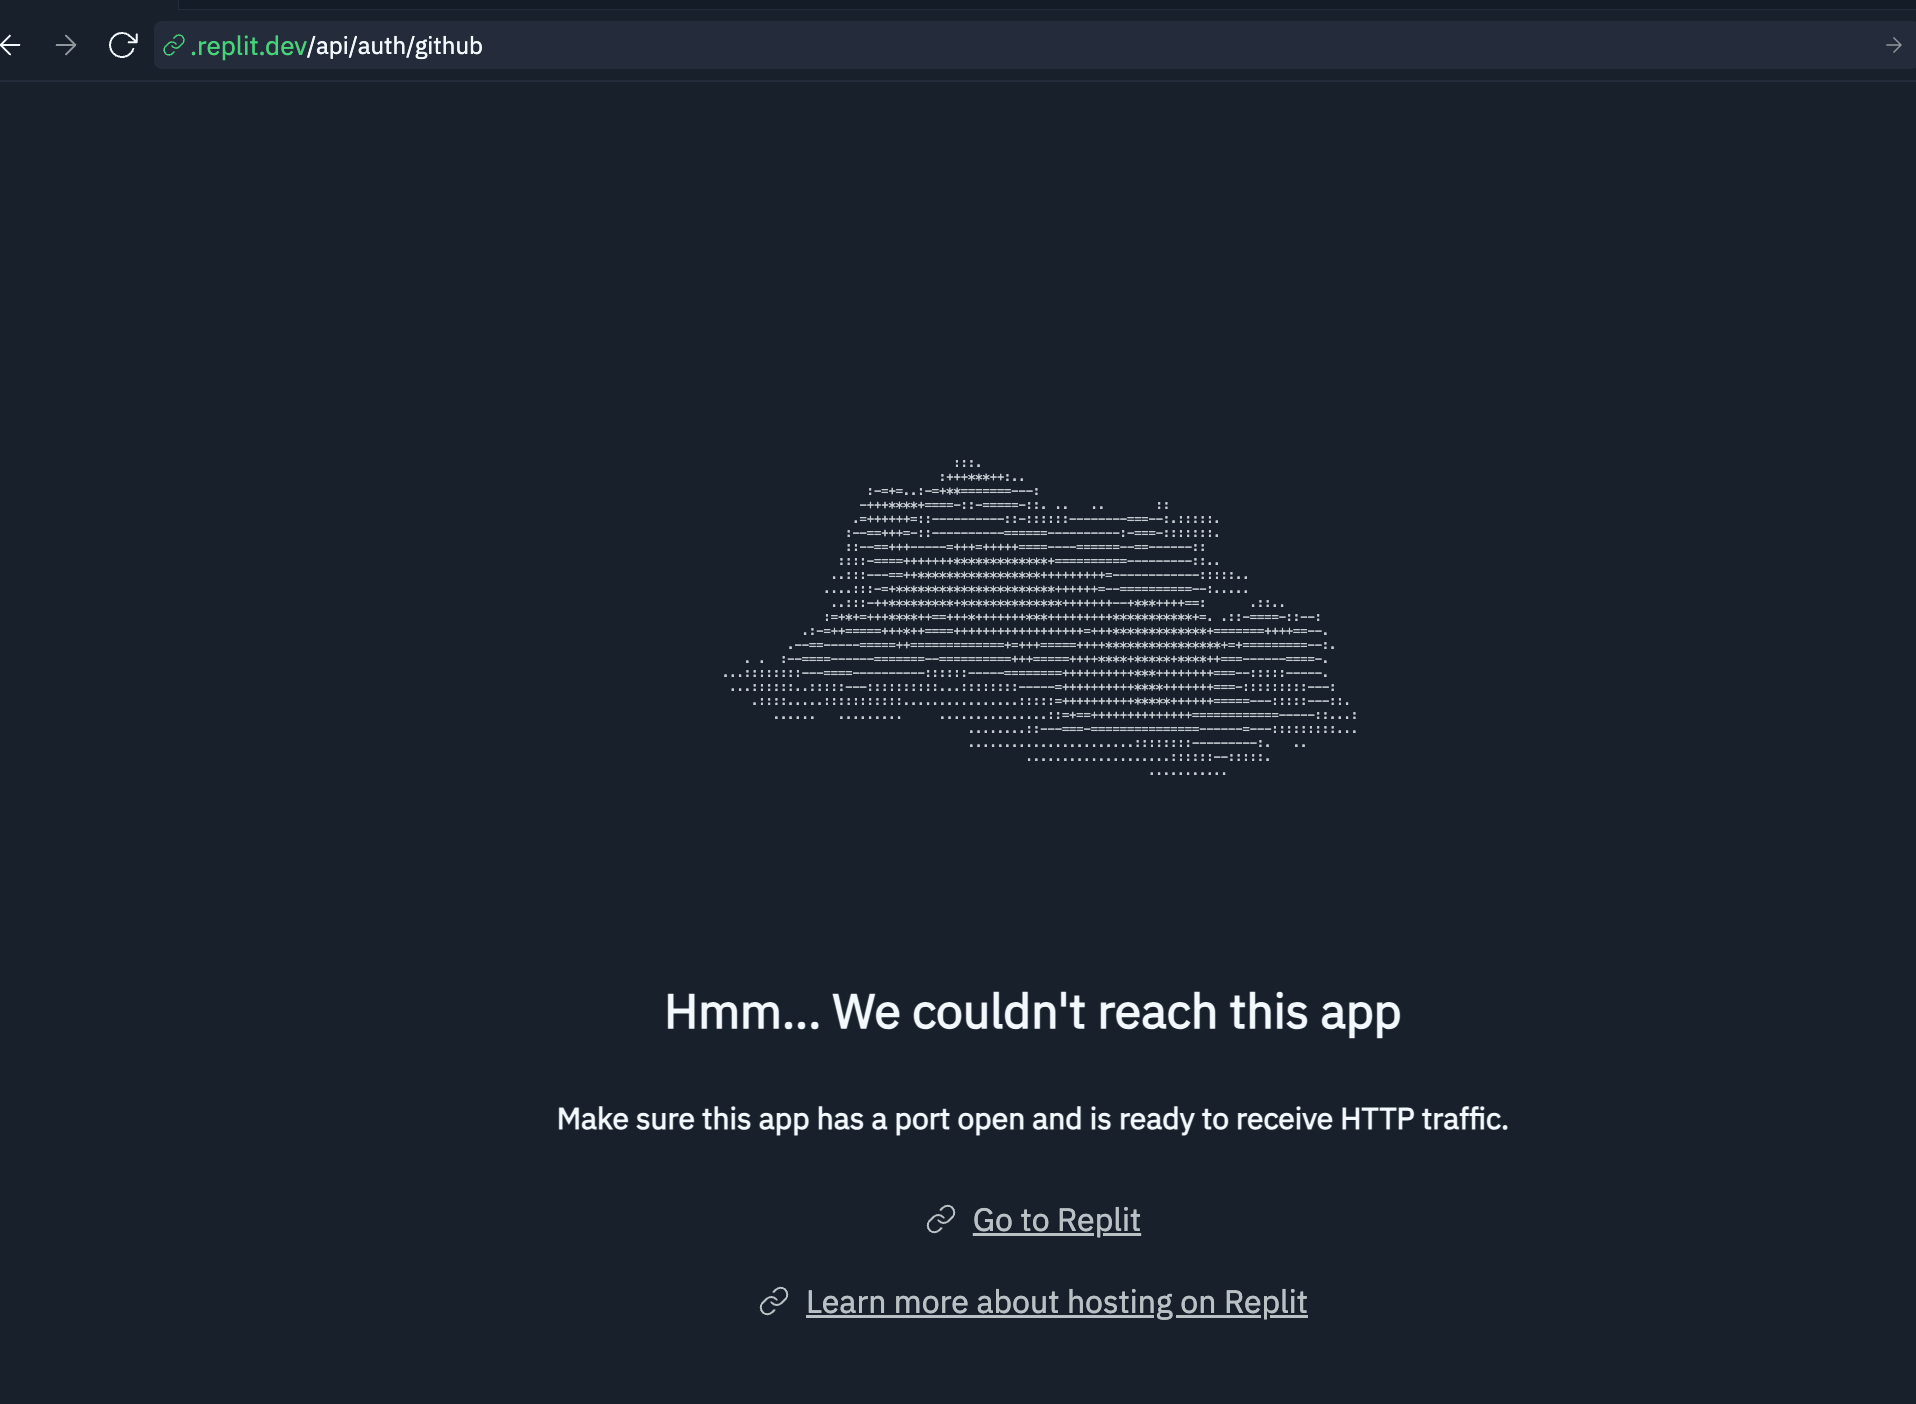 .replit.dev/api/auth/github
Hmm... We couldn't reach this app
Make sure this app has a port open and is ready to receive HTTP traffic.
Go to Replit
Learn more about hosting on Replit